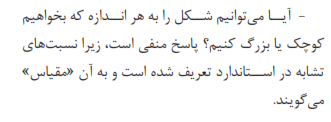 - آیا می‌توانیم شکل را به هر اندازه که بخواهیم
کوچک یا بزرگ کنیم؟ پاسخ منفی است، زیرا نسبت‌های
تشابه در استاندارد تعریف شده است و به آن «مقیاس»
می‌گویند.